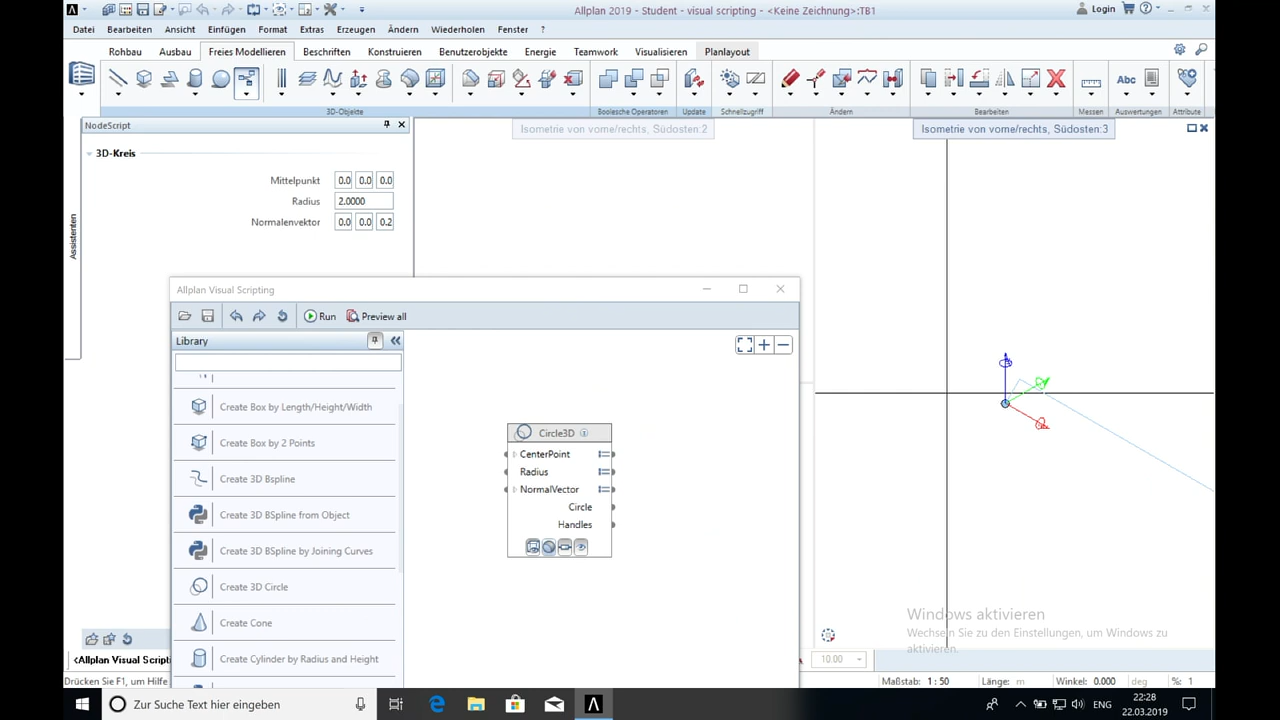 Allplan 2019 - Student - visual scripting - <Keine Zeichnung>:TB1
Login
Datei Bearbeiten Ansicht Einfügen Format Extras Erzeugen Ändern Wiederholen Fenster ?
Rohbau Ausbau Freies Modellieren Beschriften Konstruieren Benutzerobjekte Energie Teamwork Visualisieren Planlayout
Abc
3D-Objekte Boolesche Operatoren Update Schnellzugriff Ändern Bearbeiten Messen Auswertungen Attribute
NodeScript
Isometrie von vorne/rechts, Südosten:2
Isometrie von vorne/rechts, Südosten:3
3D-Kreis
Mittelpunkt 0.0 0.0 0.0
Radius 2.0000
Normalenvektor 0.0 0.0 0.2
Assistenten
Allplan Visual Scripting
Run Preview all
Library
Create Box by Length/Height/Width
Create Box by 2 Points
Create 3D Bspline
Create 3D BSpline from Object
Create 3D BSpline by Joining Curves
Create 3D Circle
Create Cone
Create Cylinder by Radius and Height
Circle3D
CenterPoint
Radius
NormalVector
Circle
Handles
Windows aktivieren
Wechseln Sie zu den Einstellungen, um Windows zu
aktivieren.
<Allplan Visual Scripti
10.00
Drücken Sie F1, um Hilfe
Maßstab: 1 : 50 Länge: m Winkel: 0.000 deg %: 1
Zur Suche Text hier eingeben
ENG
22:28
22.03.2019